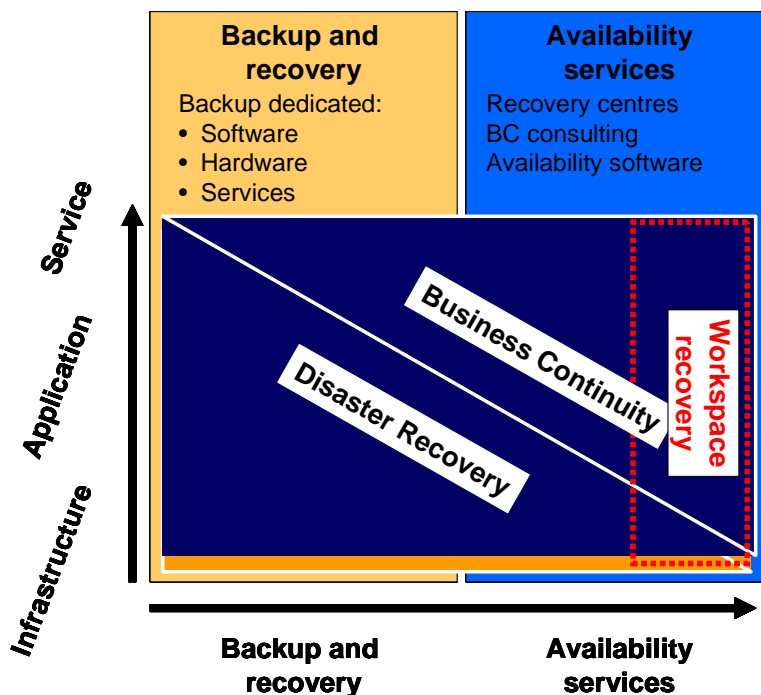 Backup and
recovery
Backup dedicated:
• Software
• Hardware
• Services
Availability
services
Recovery centres
BC consulting
Availability software
Service
Application
Infrastructure
Business Continuity
Disaster Recovery
Workspace
recovery
Backup and
recovery
Availability
services